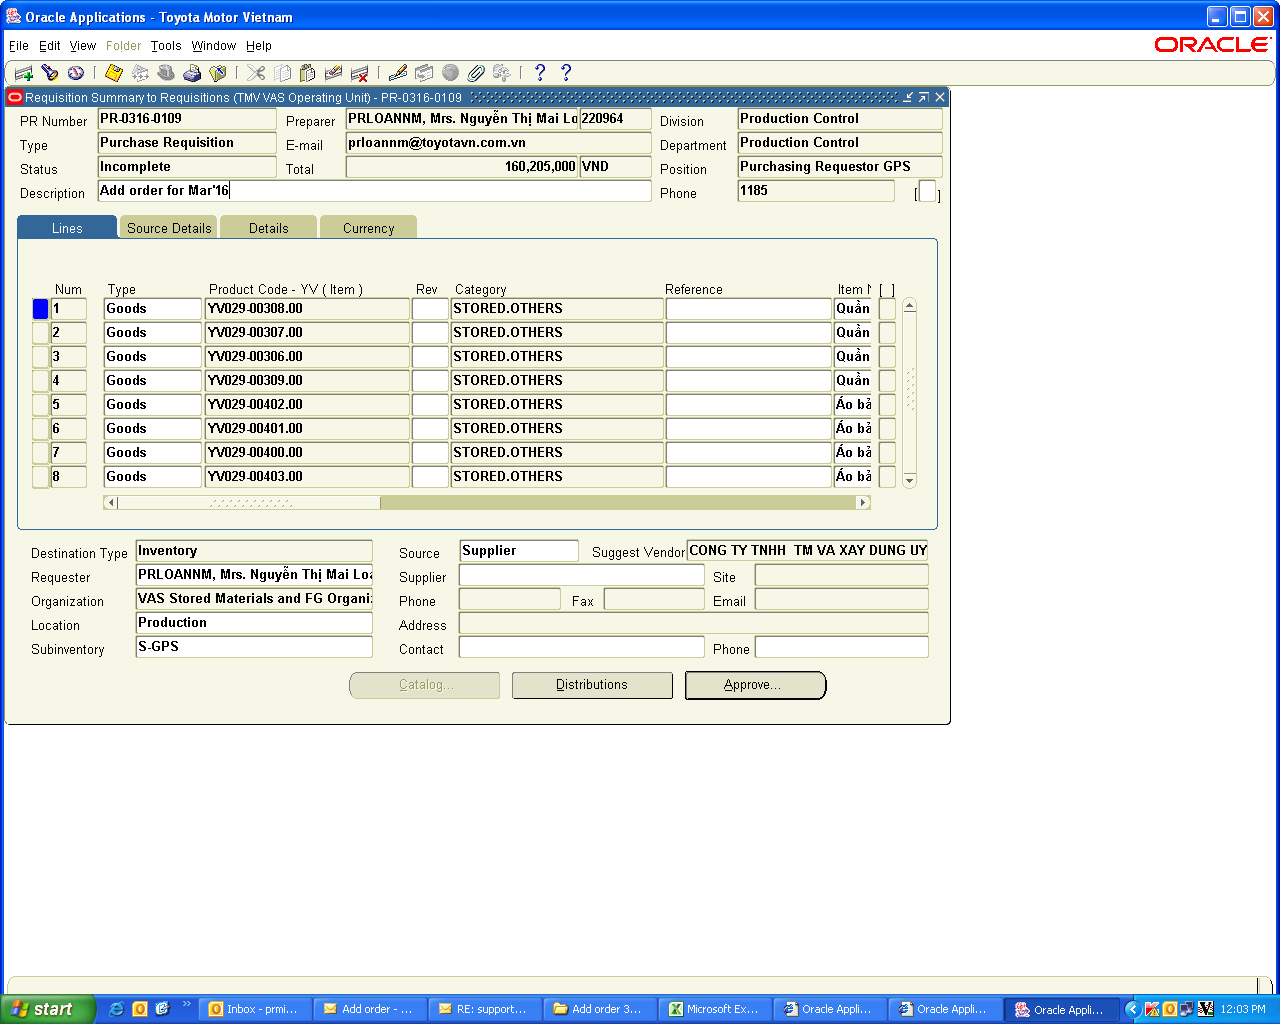 Oracle Applications - Toyota Motor Vietnam
File Edit View Folder Tools Window Help
ORACLE
Requisition Summary to Requisitions (TMV VAS Operating Unit) - PR-0316-0109
PR Number PR-0316-0109 Preparer PRLOANNM, Mrs. Nguyễn Thị Mai Lo 220964 Division Production Control
Type Purchase Requisition E-mail prloannm@toyotavn.com.vn Department Production Control
Status Incomplete Total 160,205,000 VND Position Purchasing Requestor GPS
Description Add order for Mar'16 Phone 1185 [ ]
Lines Source Details Details Currency
Num Type Product Code - YV ( Item ) Rev Category Reference Item N [ ]
1 Goods YV029-00308.00 STORED.OTHERS Quần
2 Goods YV029-00307.00 STORED.OTHERS Quần
3 Goods YV029-00306.00 STORED.OTHERS Quần
4 Goods YV029-00309.00 STORED.OTHERS Quần
5 Goods YV029-00402.00 STORED.OTHERS Áo bả
6 Goods YV029-00401.00 STORED.OTHERS Áo bả
7 Goods YV029-00400.00 STORED.OTHERS Áo bả
8 Goods YV029-00403.00 STORED.OTHERS Áo bả
Destination Type Inventory Source Supplier Suggest Vendor CONG TY TNHH TM VA XAY DUNG UY
Requester PRLOANNM, Mrs. Nguyễn Thị Mai Loa Supplier Site
Organization VAS Stored Materials and FG Organi Phone Fax Email
Location Production Address
Subinventory S-GPS Contact Phone
Catalog... Distributions Approve...
start Inbox - prmi... Add order - ... RE: support... Add order 3... Microsoft Ex... Oracle Appli... Oracle Appli... Oracle Appli... 12:03 PM